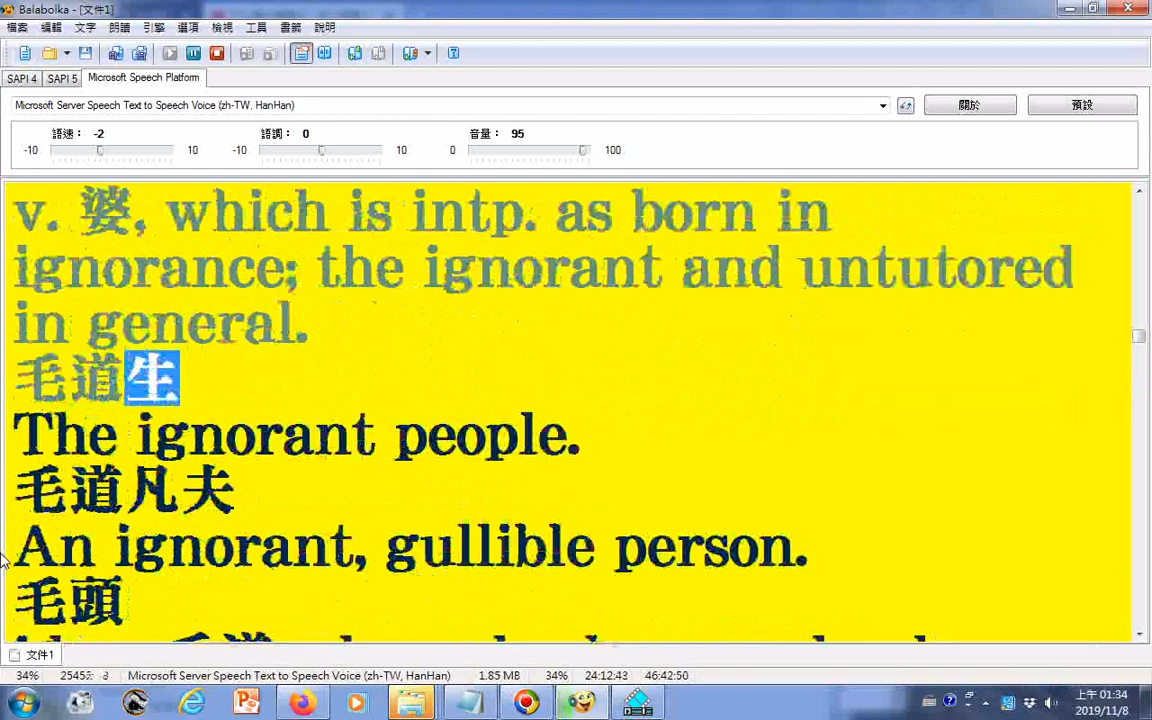 Balabolka - [文件1]
檔案 編輯 文字 朗讀 引擎 選項 檢視 工具 書籤 說明
SAPI 4 SAPI 5 Microsoft Speech Platform
Microsoft Server Speech Text to Speech Voice (zh-TW, HanHan) 關於 預設
語速： -2 語調： 0 音量： 95
-10 10 -10 10 0 100
v. 婆, which is intp. as born in
ignorance; the ignorant and untutored
in general.
毛道生
The ignorant people.
毛道凡夫
An ignorant, gullible person.
毛頭
文件1
34% Microsoft Server Speech Text to Speech Voice (zh-TW, HanHan) 1.85 MB 34% 24:12:43 46:42:50
上午 01:34
2019/11/8